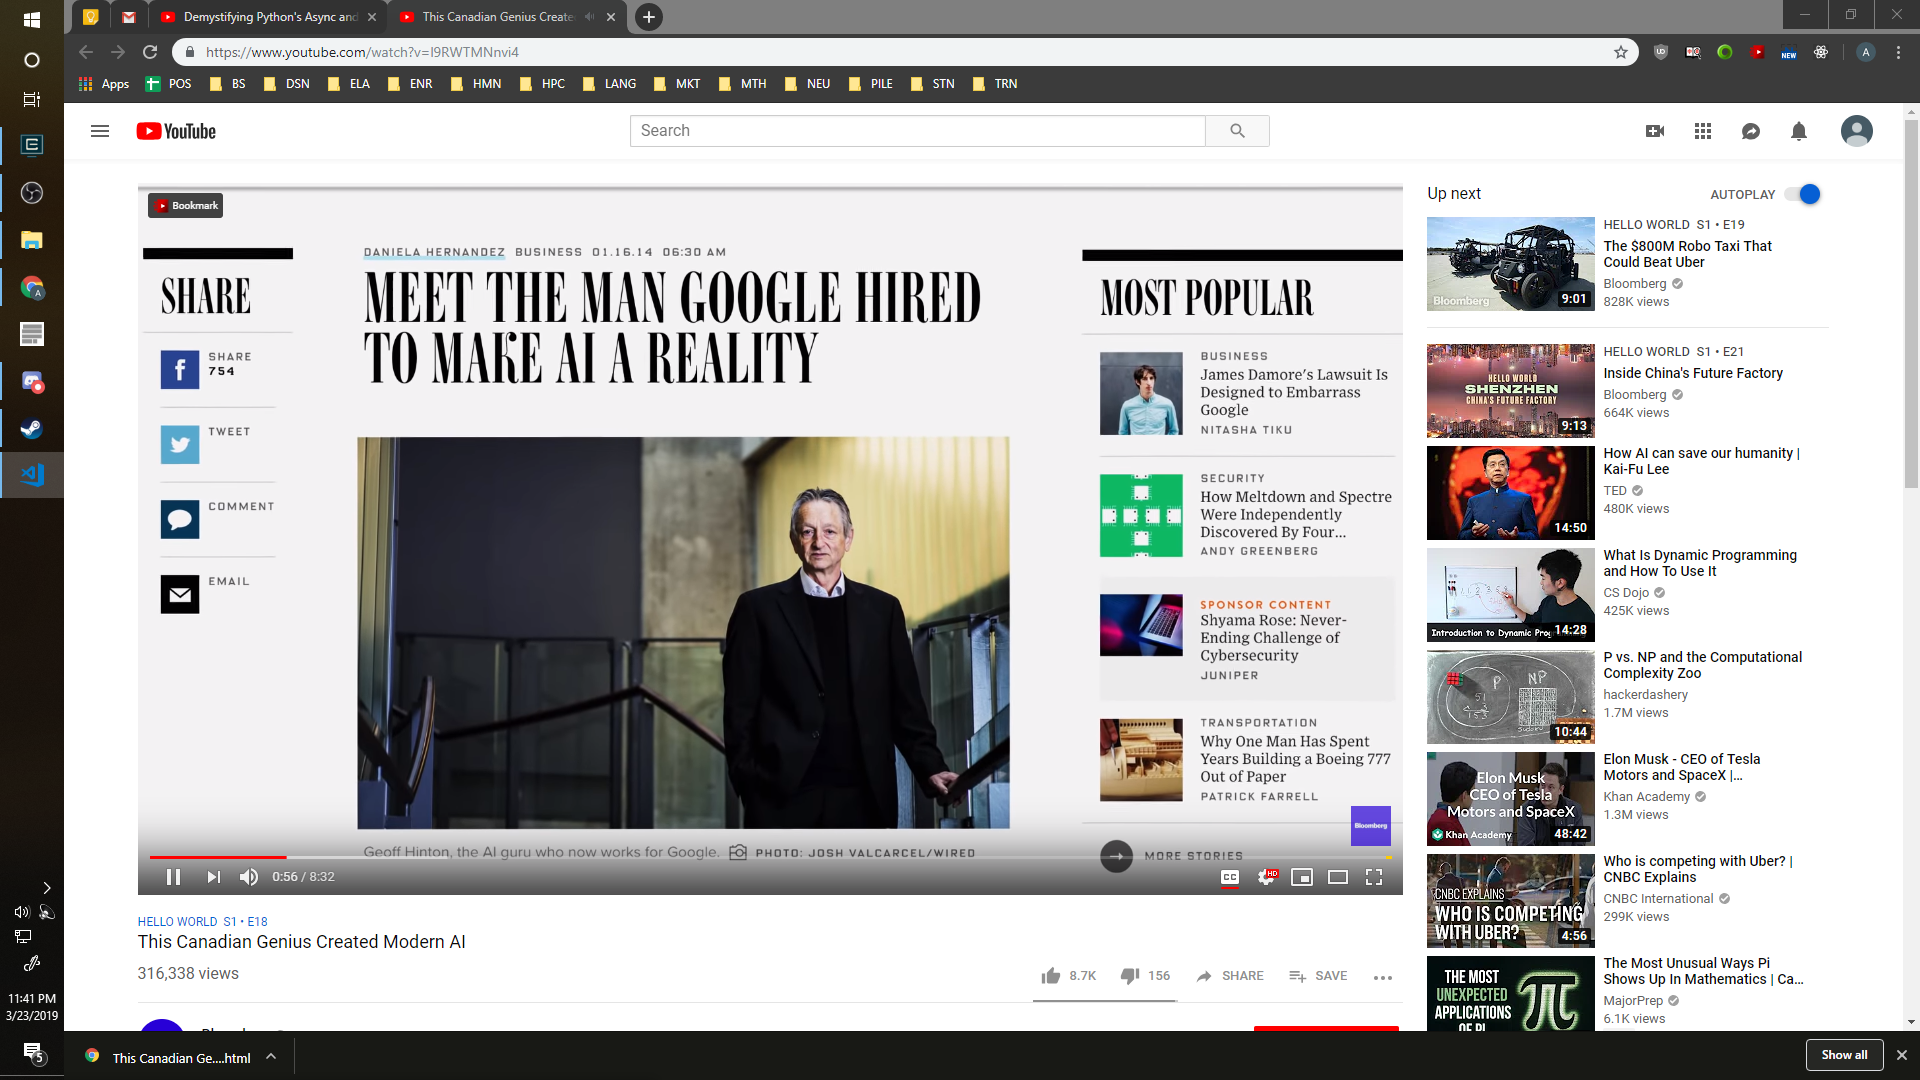 Demystifying Python's Async and
This Canadian Genius Create
https://www.youtube.com/watch?v=I9RWTMNnvi4
A
Apps
POS
BS
DSN
ELA
ENR
HMN
HPC
LANG
MKT
MTH
NEU
PILE
STN
TRN
YouTube
Search
Bookmark
SHARE
SHARE
754
TWEET
COMMENT
EMAIL
DANIELA HERNANDEZ BUSINESS 01.16.14 06:30 AM
MEET THE MAN GOOGLE HIRED
TO MAKE AI A REALITY
Geoff Hinton, the AI guru who now works for Google. PHOTO: JOSH VALCARCEL/WIRED
MOST POPULAR
BUSINESS
James Damore's Lawsuit Is
Designed to Embarrass
Google
NITASHA TIKU
SECURITY
How Meltdown and Spectre
Were Independently
Discovered By Four...
ANDY GREENBERG
SPONSOR CONTENT
Shyama Rose: Never-
Ending Challenge of
Cybersecurity
JUNIPER
TRANSPORTATION
Why One Man Has Spent
Years Building a Boeing 777
Out of Paper
PATRICK FARRELL
Bloomberg
MORE STORIES
0:56 / 8:32
CC
HD
HELLO WORLD S1 • E18
This Canadian Genius Created Modern AI
316,338 views
8.7K
156
SHARE
SAVE
Up next
AUTOPLAY
Bloomberg
9:01
HELLO WORLD S1 • E19
The $800M Robo Taxi That
Could Beat Uber
Bloomberg
828K views
HELLO WORLD
SHENZHEN
CHINA'S FUTURE FACTORY
9:13
HELLO WORLD S1 • E21
Inside China's Future Factory
Bloomberg
664K views
14:50
How AI can save our humanity |
Kai-Fu Lee
TED
480K views
Introduction to Dynamic Prog
14:28
What Is Dynamic Programming
and How To Use It
CS Dojo
425K views
P
NP
10:44
P vs. NP and the Computational
Complexity Zoo
hackerdashery
1.7M views
Elon Musk
CEO of Tesla
Motors and SpaceX
Khan Academy
48:42
Elon Musk - CEO of Tesla
Motors and SpaceX |...
Khan Academy
1.3M views
CNBC EXPLAINS
WHO IS COMPETING
WITH UBER?
4:56
Who is competing with Uber? |
CNBC Explains
CNBC International
299K views
THE MOST
UNEXPECTED
APPLICATIONS
OF PI
The Most Unusual Ways Pi
Shows Up In Mathematics | Ca...
MajorPrep
6.1K views
11:41 PM
3/23/2019
5
This Canadian Ge....html
Show all